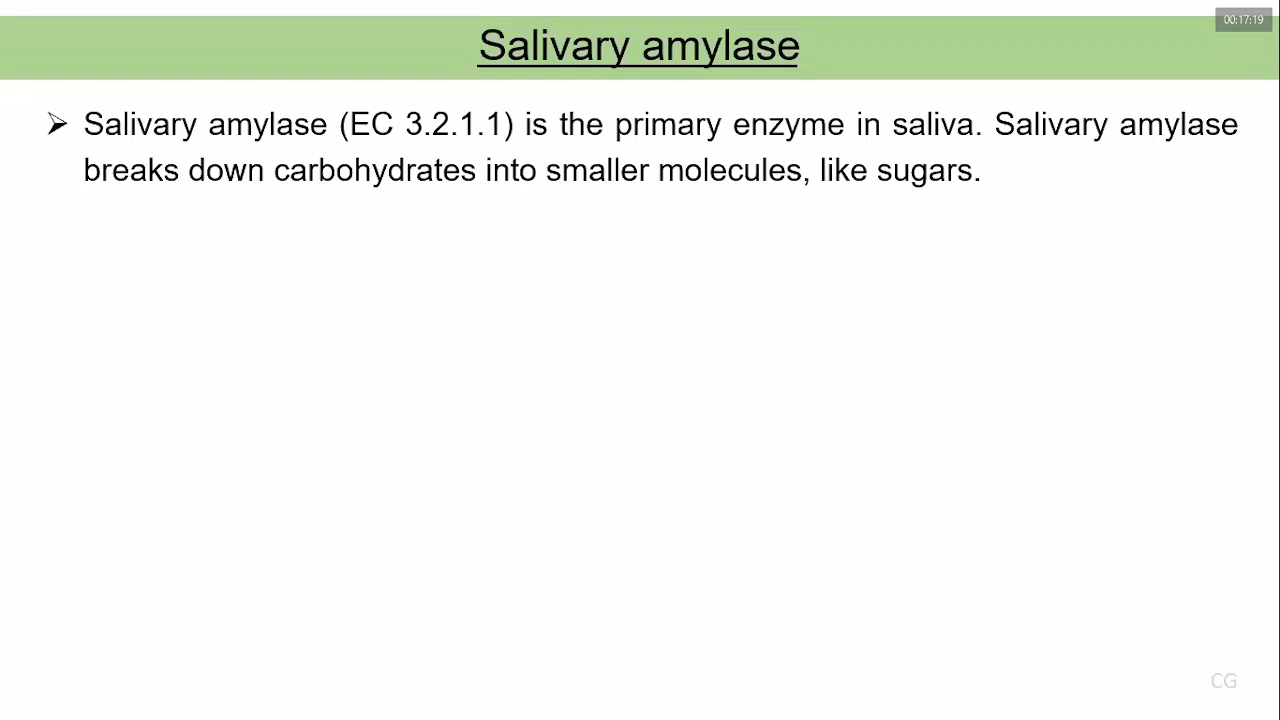 00:17:19
Salivary amylase
➢ Salivary amylase (EC 3.2.1.1) is the primary enzyme in saliva. Salivary amylase
breaks down carbohydrates into smaller molecules, like sugars.
CG